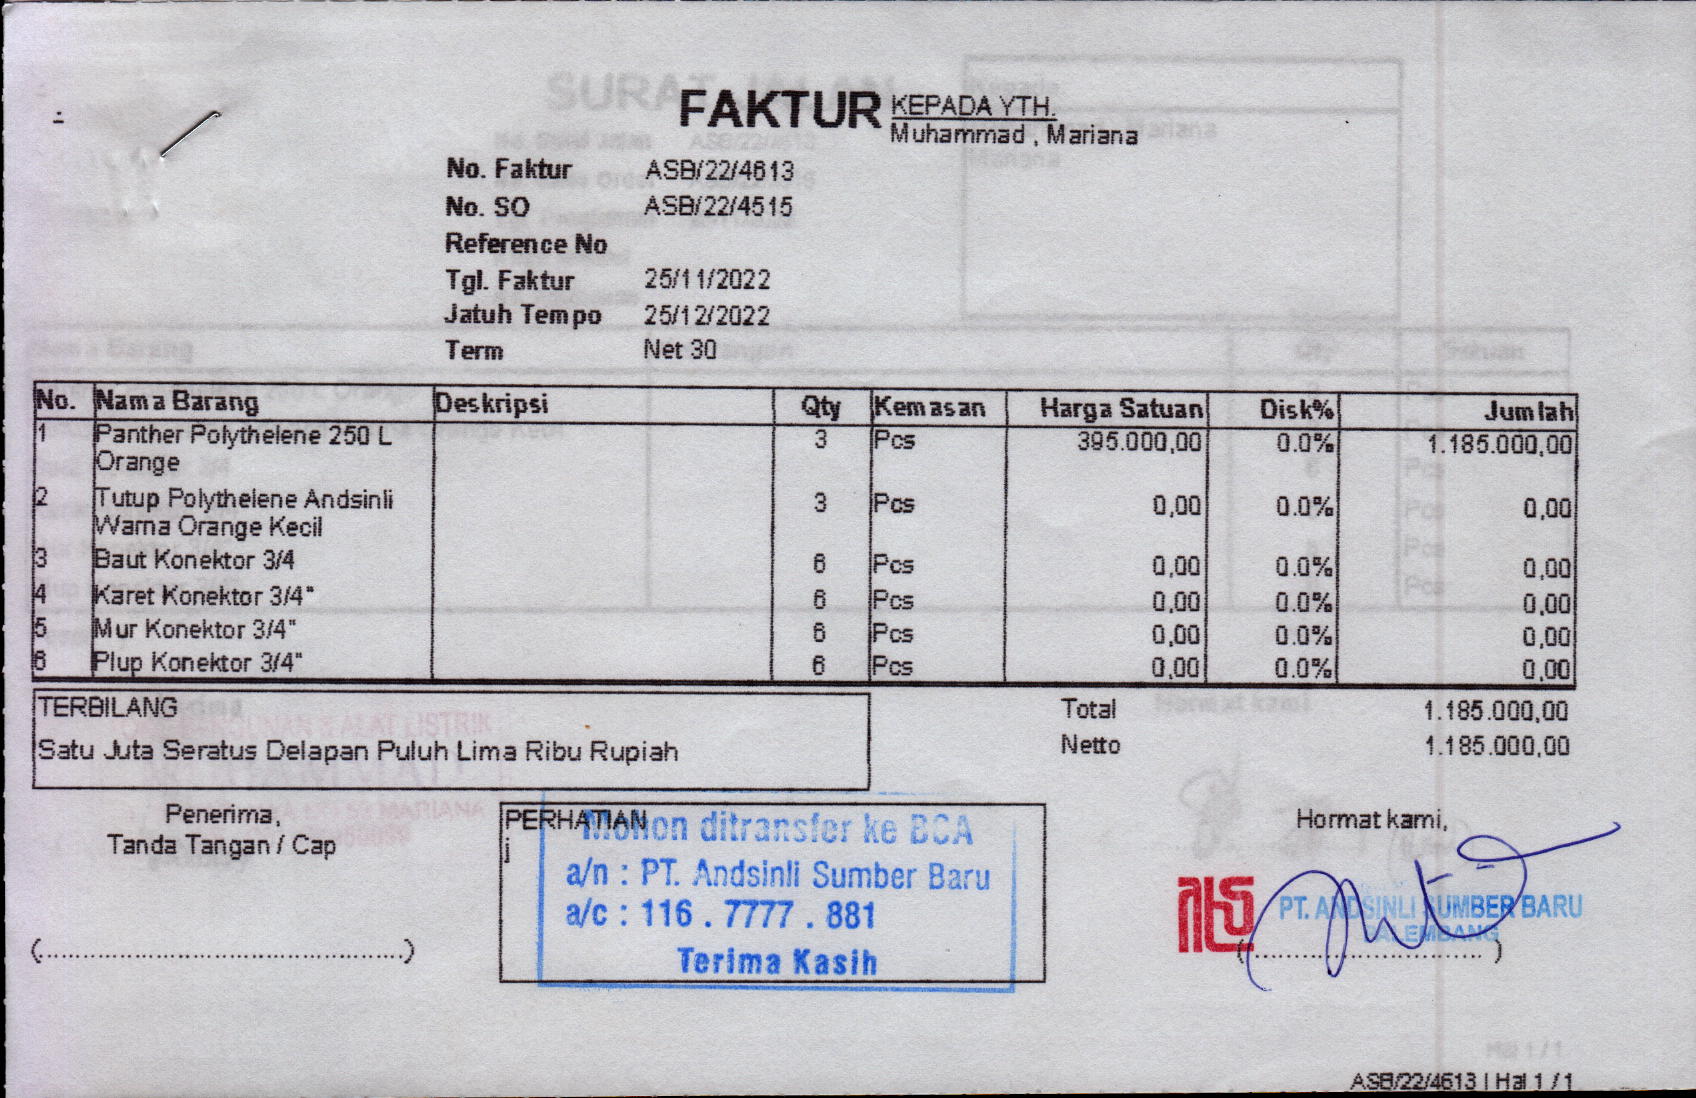 FAKTUR
KEPADA YTH.
Muhammad , Mariana
No. Faktur ASB/22/4613
No. SO ASB/22/4515
Reference No
Tgl. Faktur 25/11/2022
Jatuh Tempo 25/12/2022
Term Net 30
No. Nama Barang Deskripsi Qty Kemasan Harga Satuan Disk% Jumlah
1 Panther Polythelene 250 L 3 Pcs 395.000,00 0.0% 1.185.000,00
Orange
2 Tutup Polythelene Andsinli 3 Pcs 0,00 0.0% 0,00
Warna Orange Kecil
3 Baut Konektor 3/4 6 Pcs 0,00 0.0% 0,00
4 Karet Konektor 3/4" 6 Pcs 0,00 0.0% 0,00
5 Mur Konektor 3/4" 6 Pcs 0,00 0.0% 0,00
6 Plup Konektor 3/4" 6 Pcs 0,00 0.0% 0,00
TERBILANG
Satu Juta Seratus Delapan Puluh Lima Ribu Rupiah
Total 1.185.000,00
Netto 1.185.000,00
Penerima,
Tanda Tangan / Cap
(..............................................)
PERHATIAN
j
Mohon ditransfer ke BCA
a/n : PT. Andsinli Sumber Baru
a/c : 116 . 7777 . 881
Terima Kasih
Hormat kami,
PT. ANDSINLI SUMBER BARU
PALEMBANG
(..............................)
ASB/22/4613 | Hal 1 / 1